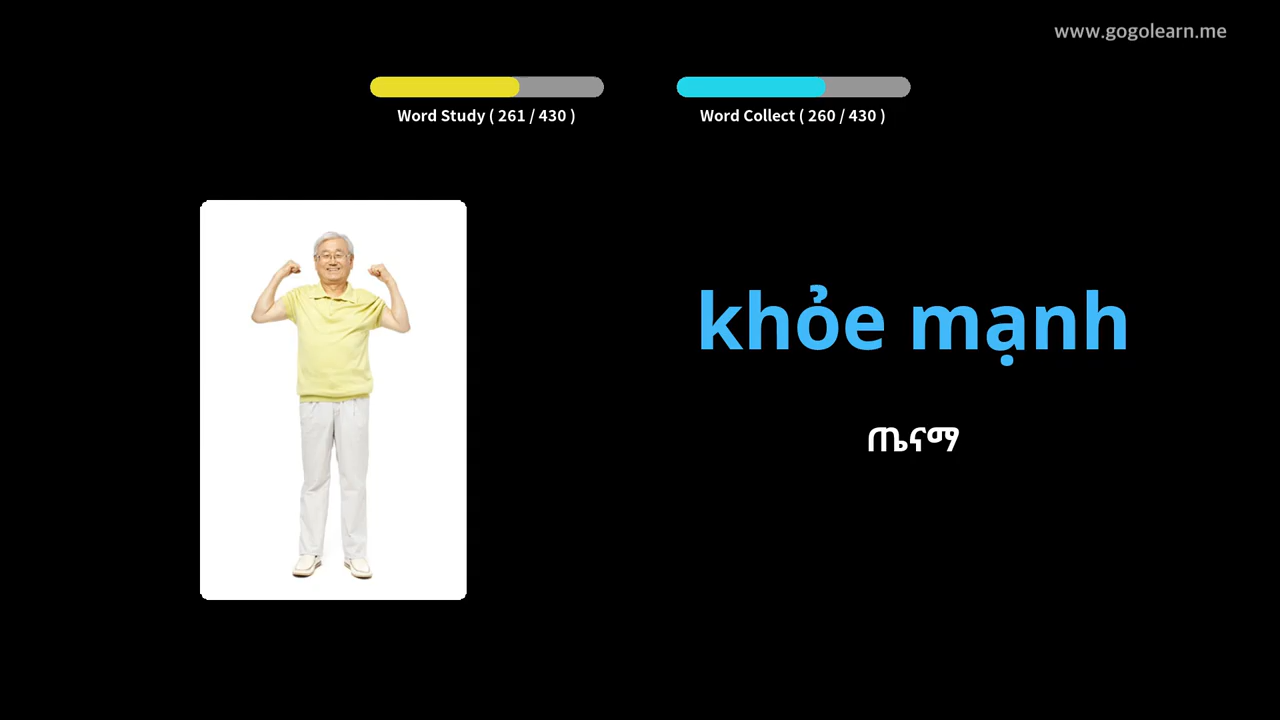 www.gogolearn.me
Word Study ( 261 / 430 )
Word Collect ( 260 / 430 )
khỏe mạnh
ጤናማ